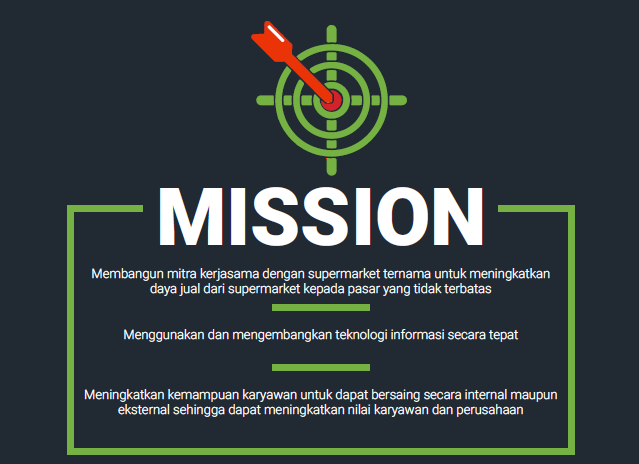 MISSION
Membangun mitra kerjasama dengan supermarket ternama untuk meningkatkan
daya jual dari supermarket kepada pasar yang tidak terbatas
Menggunakan dan mengembangkan teknologi informasi secara tepat
Meningkatkan kemampuan karyawan untuk dapat bersaing secara internal maupun
eksternal sehingga dapat meningkatkan nilai karyawan dan perusahaan